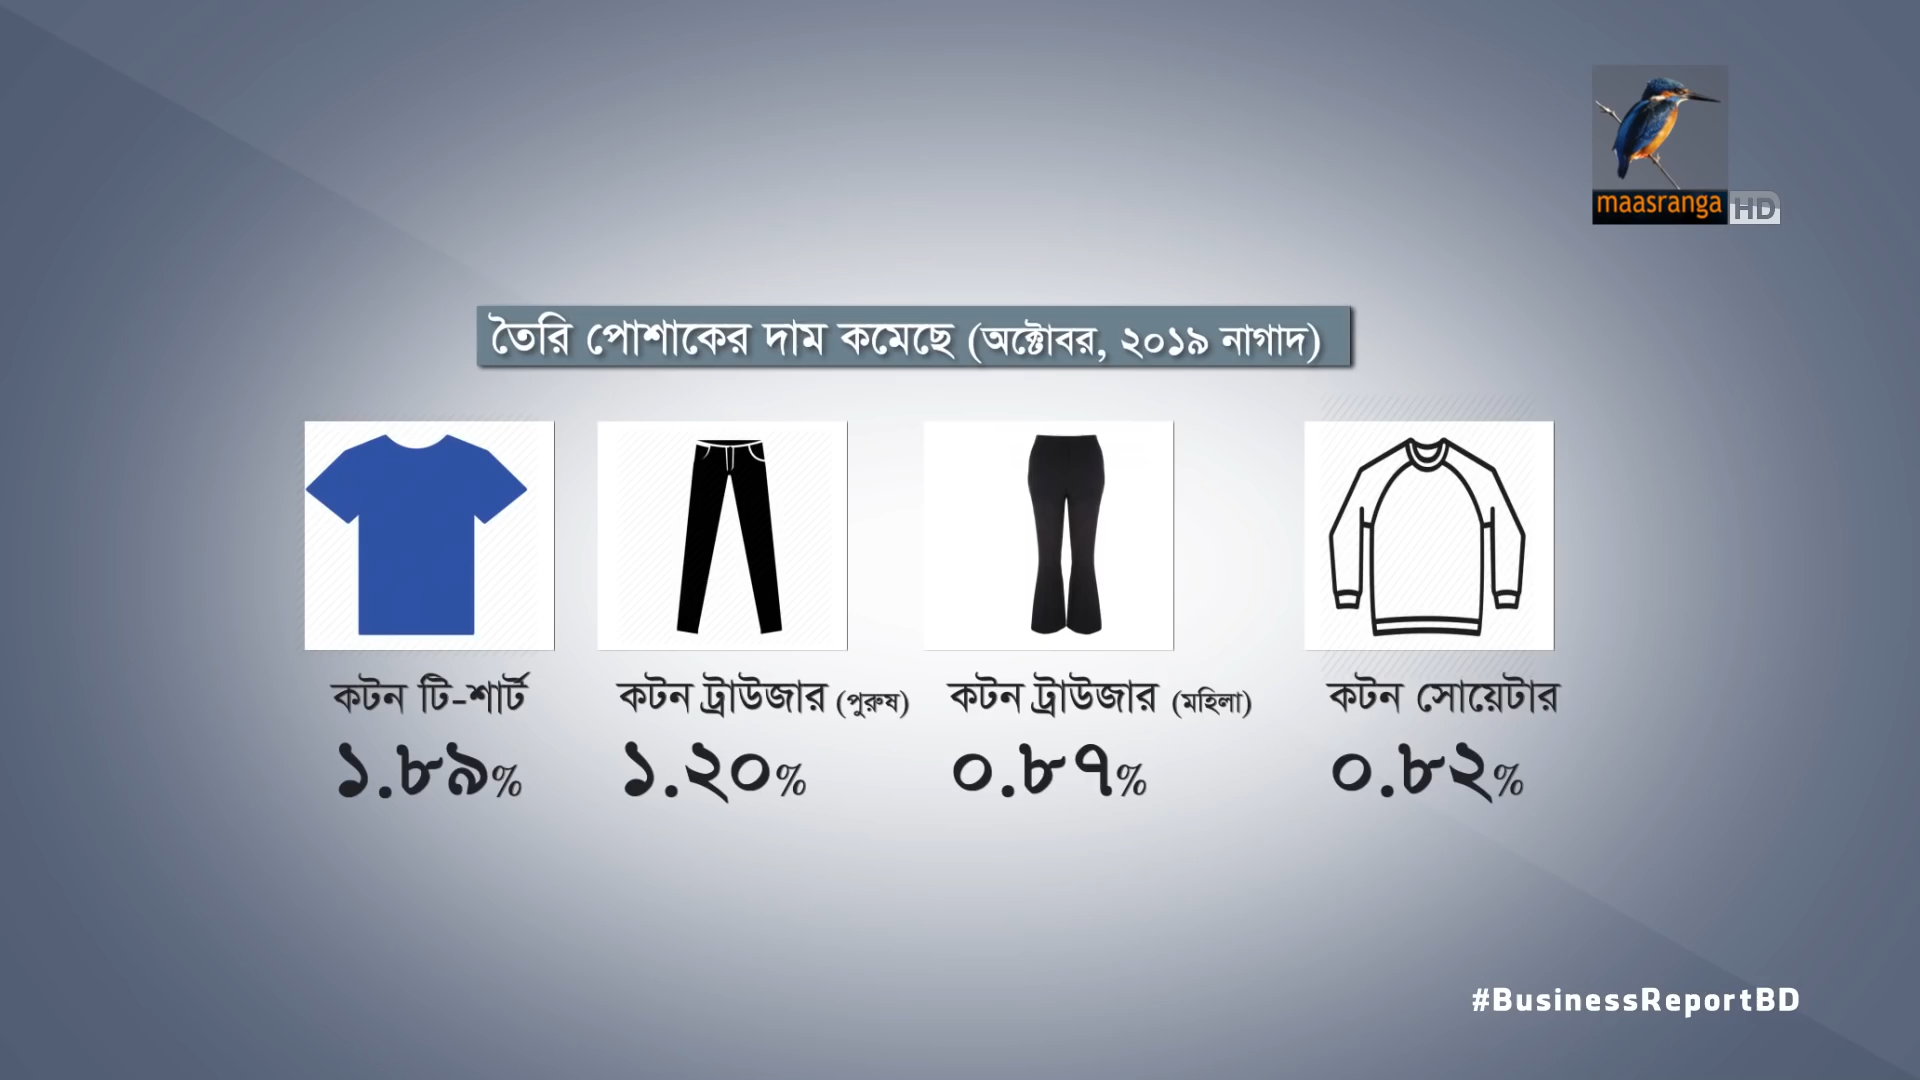 maasranga HD
তৈরি পোশাকের দাম কমেছে (অক্টোবর, ২০১৯ নাগাদ)
কটন টি-শার্ট
১.৮৯%
কটন ট্রাউজার (পুরুষ)
১.২০%
কটন ট্রাউজার (মহিলা)
০.৮৭%
কটন সোয়েটার
০.৮২%
#BusinessReportBD